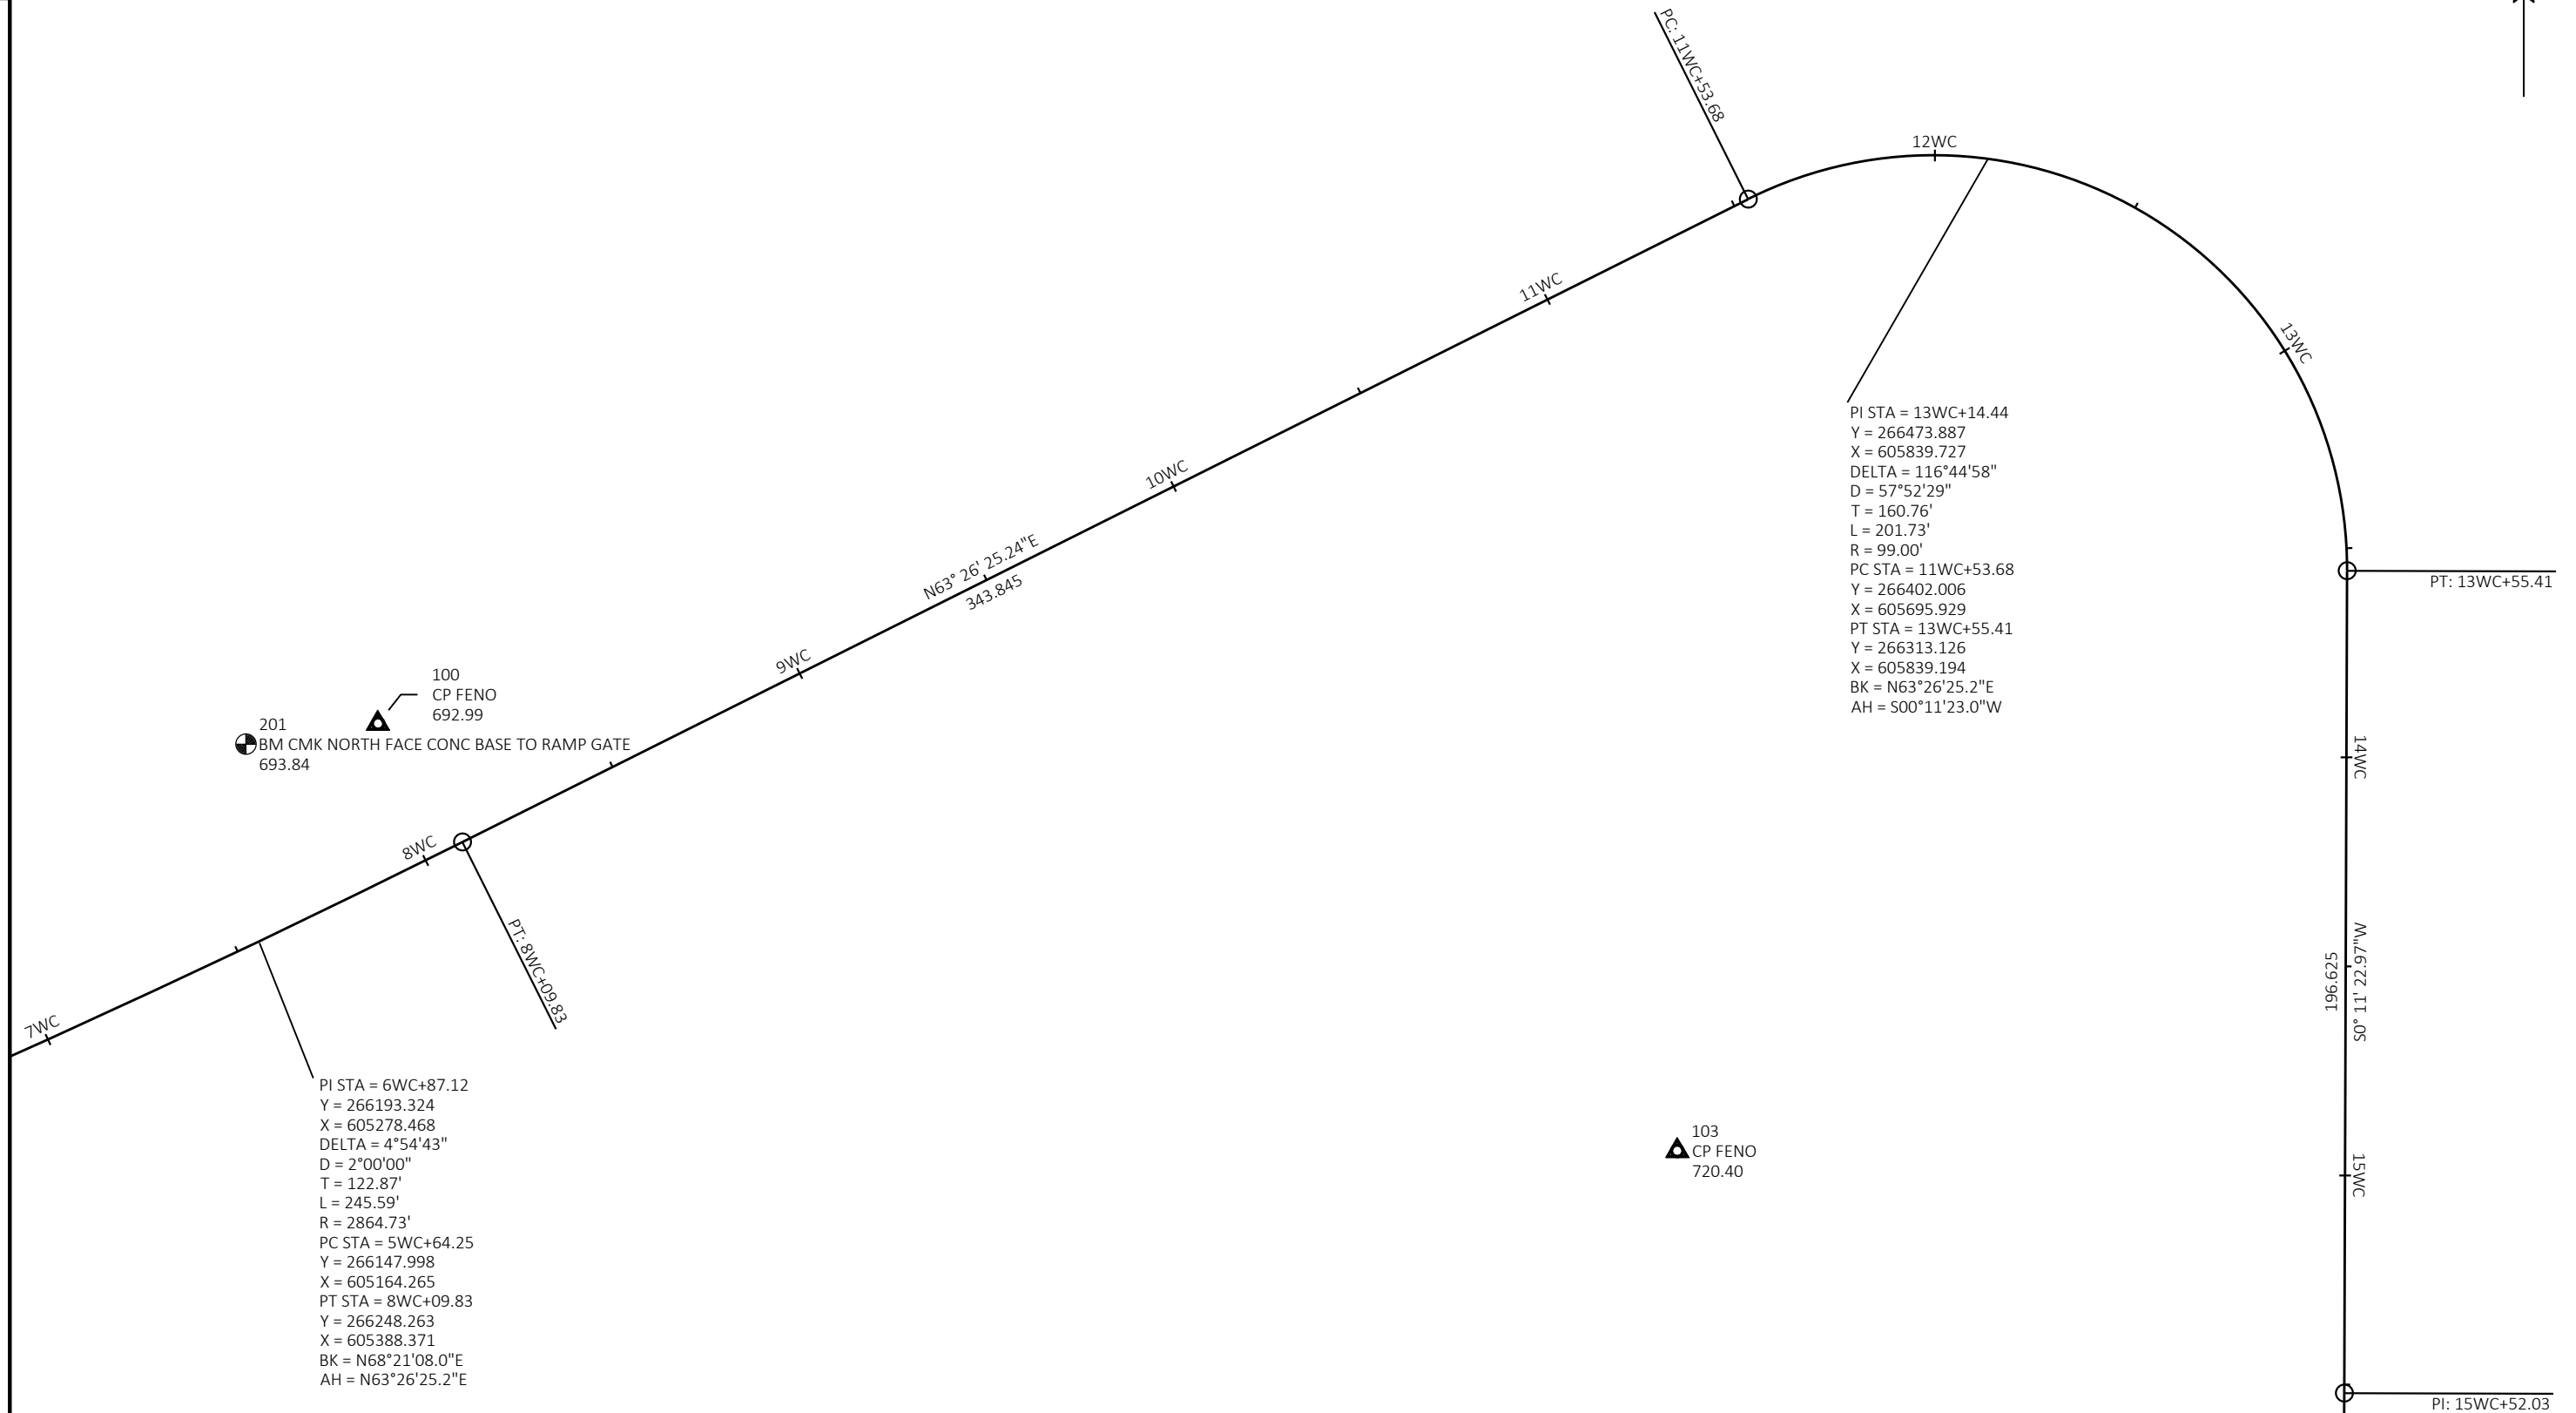 PC: 11WC+53.68
12WC
11WC
13WC
PI STA = 13WC+14.44
Y = 266473.887
X = 605839.727
DELTA = 116°44'58"
D = 57°52'29"
T = 160.76'
L = 201.73'
R = 99.00'
PC STA = 11WC+53.68
Y = 266402.006
X = 605695.929
PT STA = 13WC+55.41
Y = 266313.126
X = 605839.194
BK = N63°26'25.2"E
AH = S00°11'23.0"W
10WC
N63° 26' 25.24"E
343.845
PT: 13WC+55.41
9WC
100
CP FENO
692.99
201
BM CMK NORTH FACE CONC BASE TO RAMP GATE
693.84
14WC
8WC
PT: 8WC+09.83
S0° 11' 22.97"W
196.625
7WC
PI STA = 6WC+87.12
Y = 266193.324
X = 605278.468
DELTA = 4°54'43"
D = 2°00'00"
T = 122.87'
L = 245.59'
R = 2864.73'
PC STA = 5WC+64.25
Y = 266147.998
X = 605164.265
PT STA = 8WC+09.83
Y = 266248.263
X = 605388.371
BK = N68°21'08.0"E
AH = N63°26'25.2"E
103
CP FENO
720.40
15WC
PI: 15WC+52.03